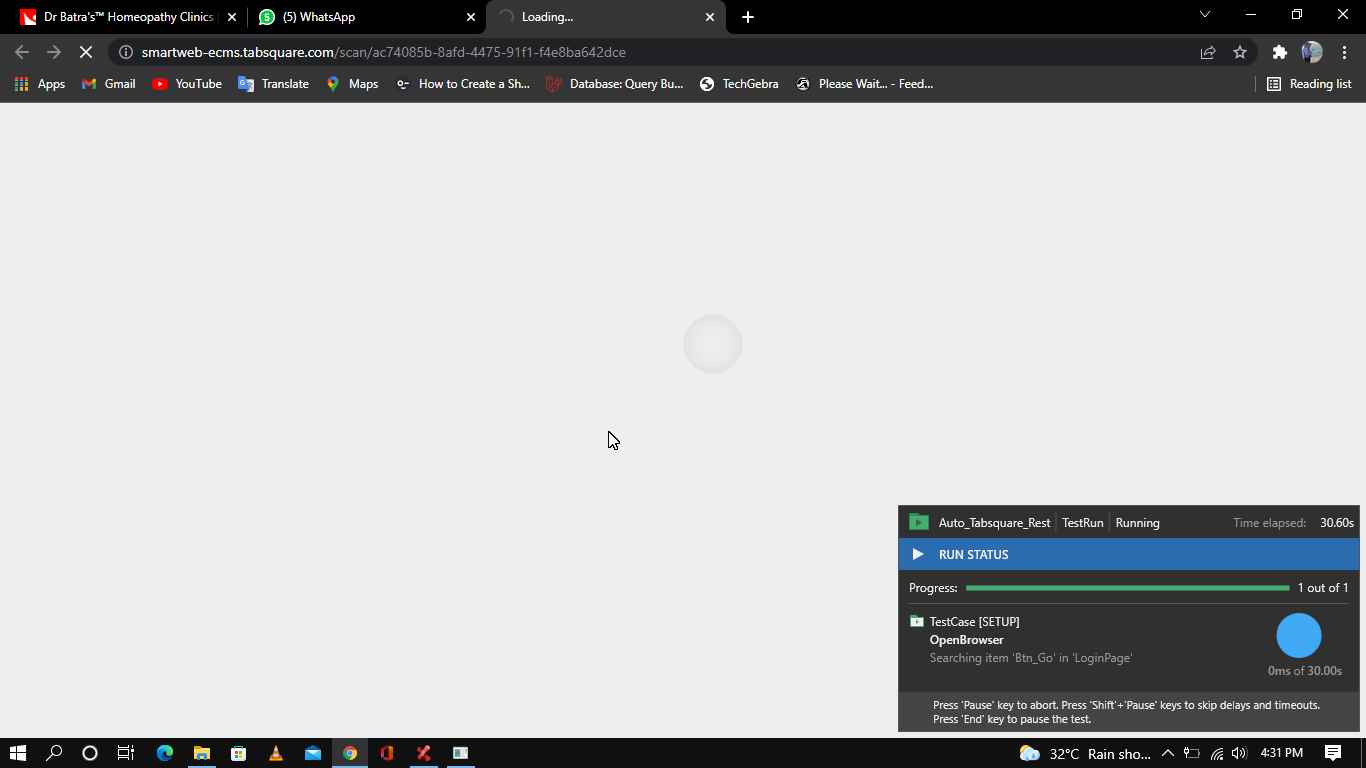 Dr Batra's™ Homeopathy Clinics
5 (5) WhatsApp
Loading...
smartweb-ecms.tabsquare.com/scan/ac74085b-8afd-4475-91f1-f4e8ba642dce
Apps Gmail YouTube Translate Maps How to Create a Sh... Database: Query Bu... TechGebra Please Wait... - Feed... Reading list
Auto_Tabsquare_Rest TestRun Running Time elapsed: 30.60s
RUN STATUS
Progress: 1 out of 1
TestCase [SETUP]
OpenBrowser
Searching item 'Btn_Go' in 'LoginPage'
0ms of 30.00s
Press 'Pause' key to abort. Press 'Shift'+'Pause' keys to skip delays and timeouts.
Press 'End' key to pause the test.
32°C Rain sho... 4:31 PM